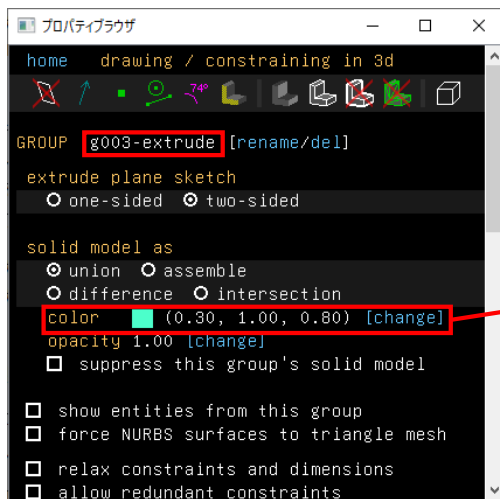 プロパティブラウザ
home drawing / constraining in 3d
74°
GROUP g003-extrude [rename/del]
extrude plane sketch
one-sided two-sided
solid model as
union assemble
difference intersection
color (0.30, 1.00, 0.80) [change]
opacity 1.00 [change]
suppress this group's solid model
show entities from this group
force NURBS surfaces to triangle mesh
relax constraints and dimensions
allow redundant constraints